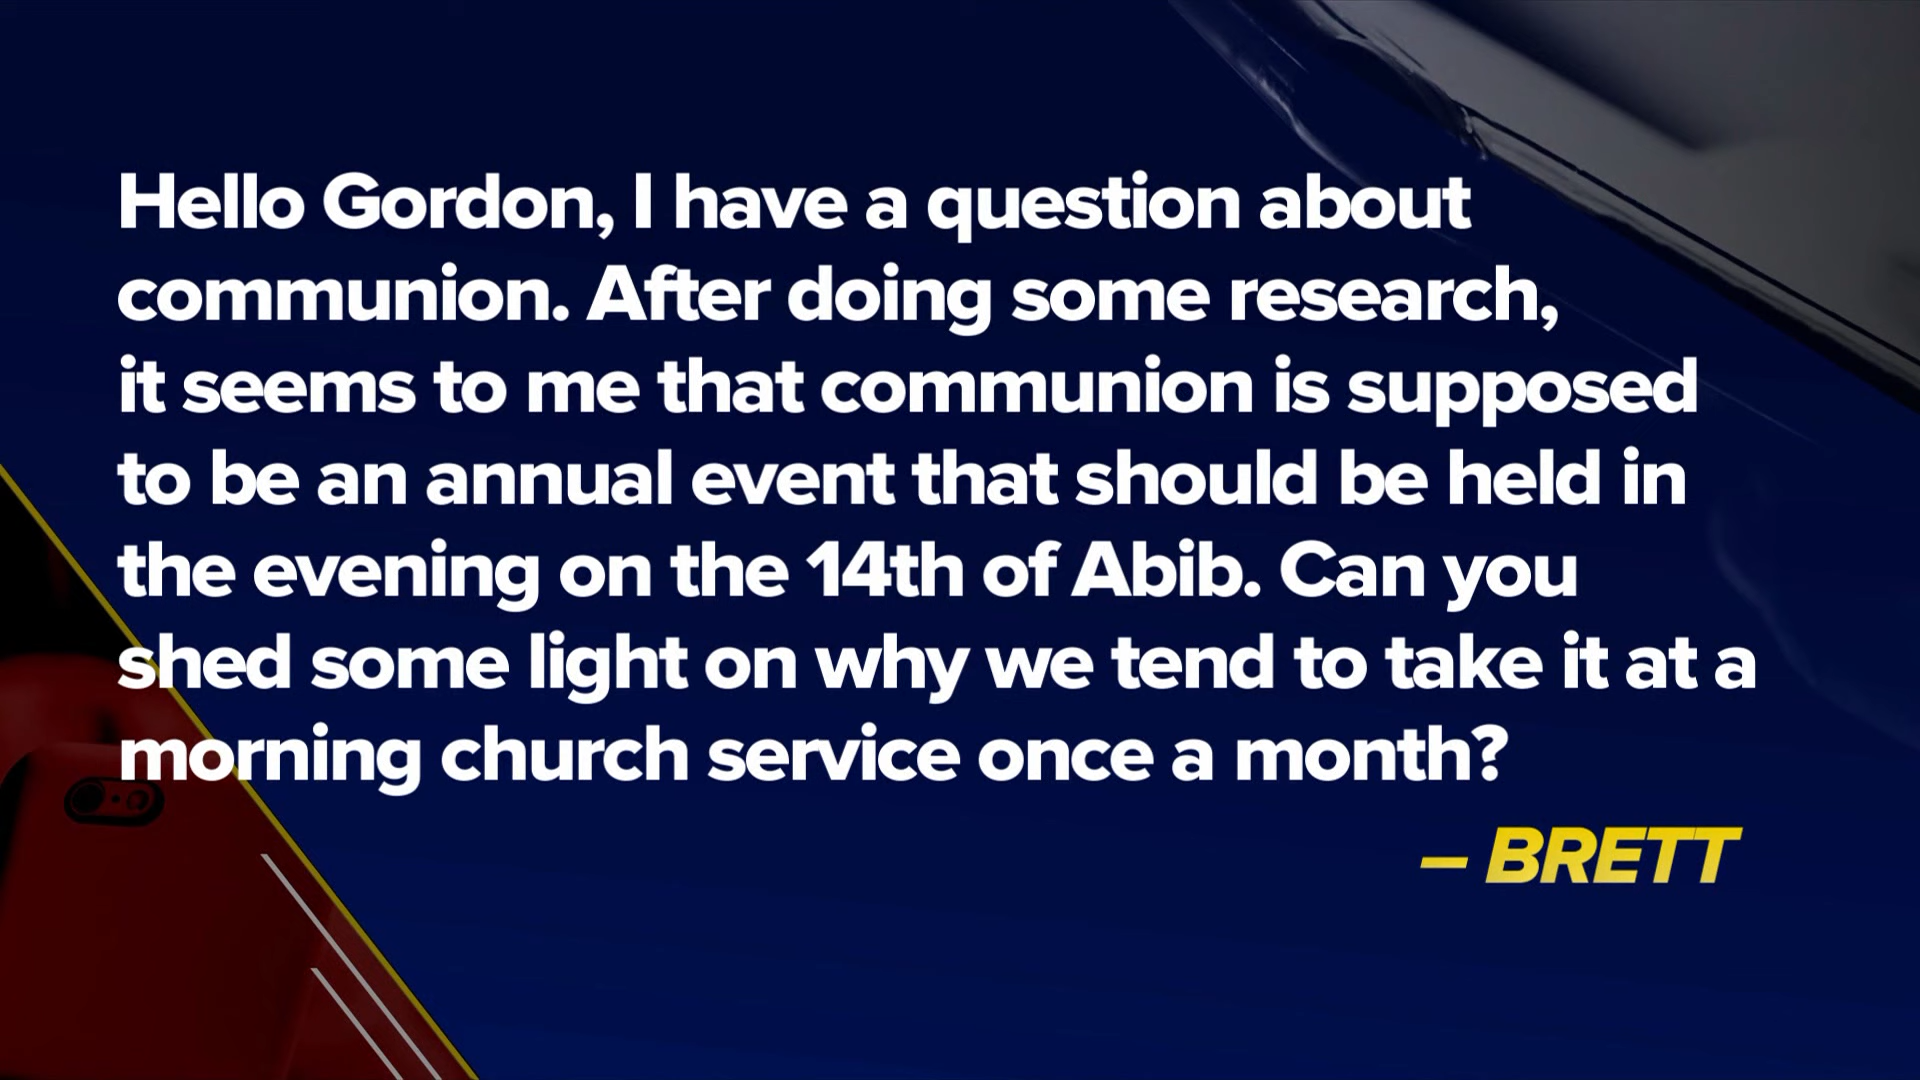 Hello Gordon, I have a question about
communion. After doing some research,
it seems to me that communion is supposed
to be an annual event that should be held in
the evening on the 14th of Abib. Can you
shed some light on why we tend to take it at a
morning church service once a month?
– BRETT